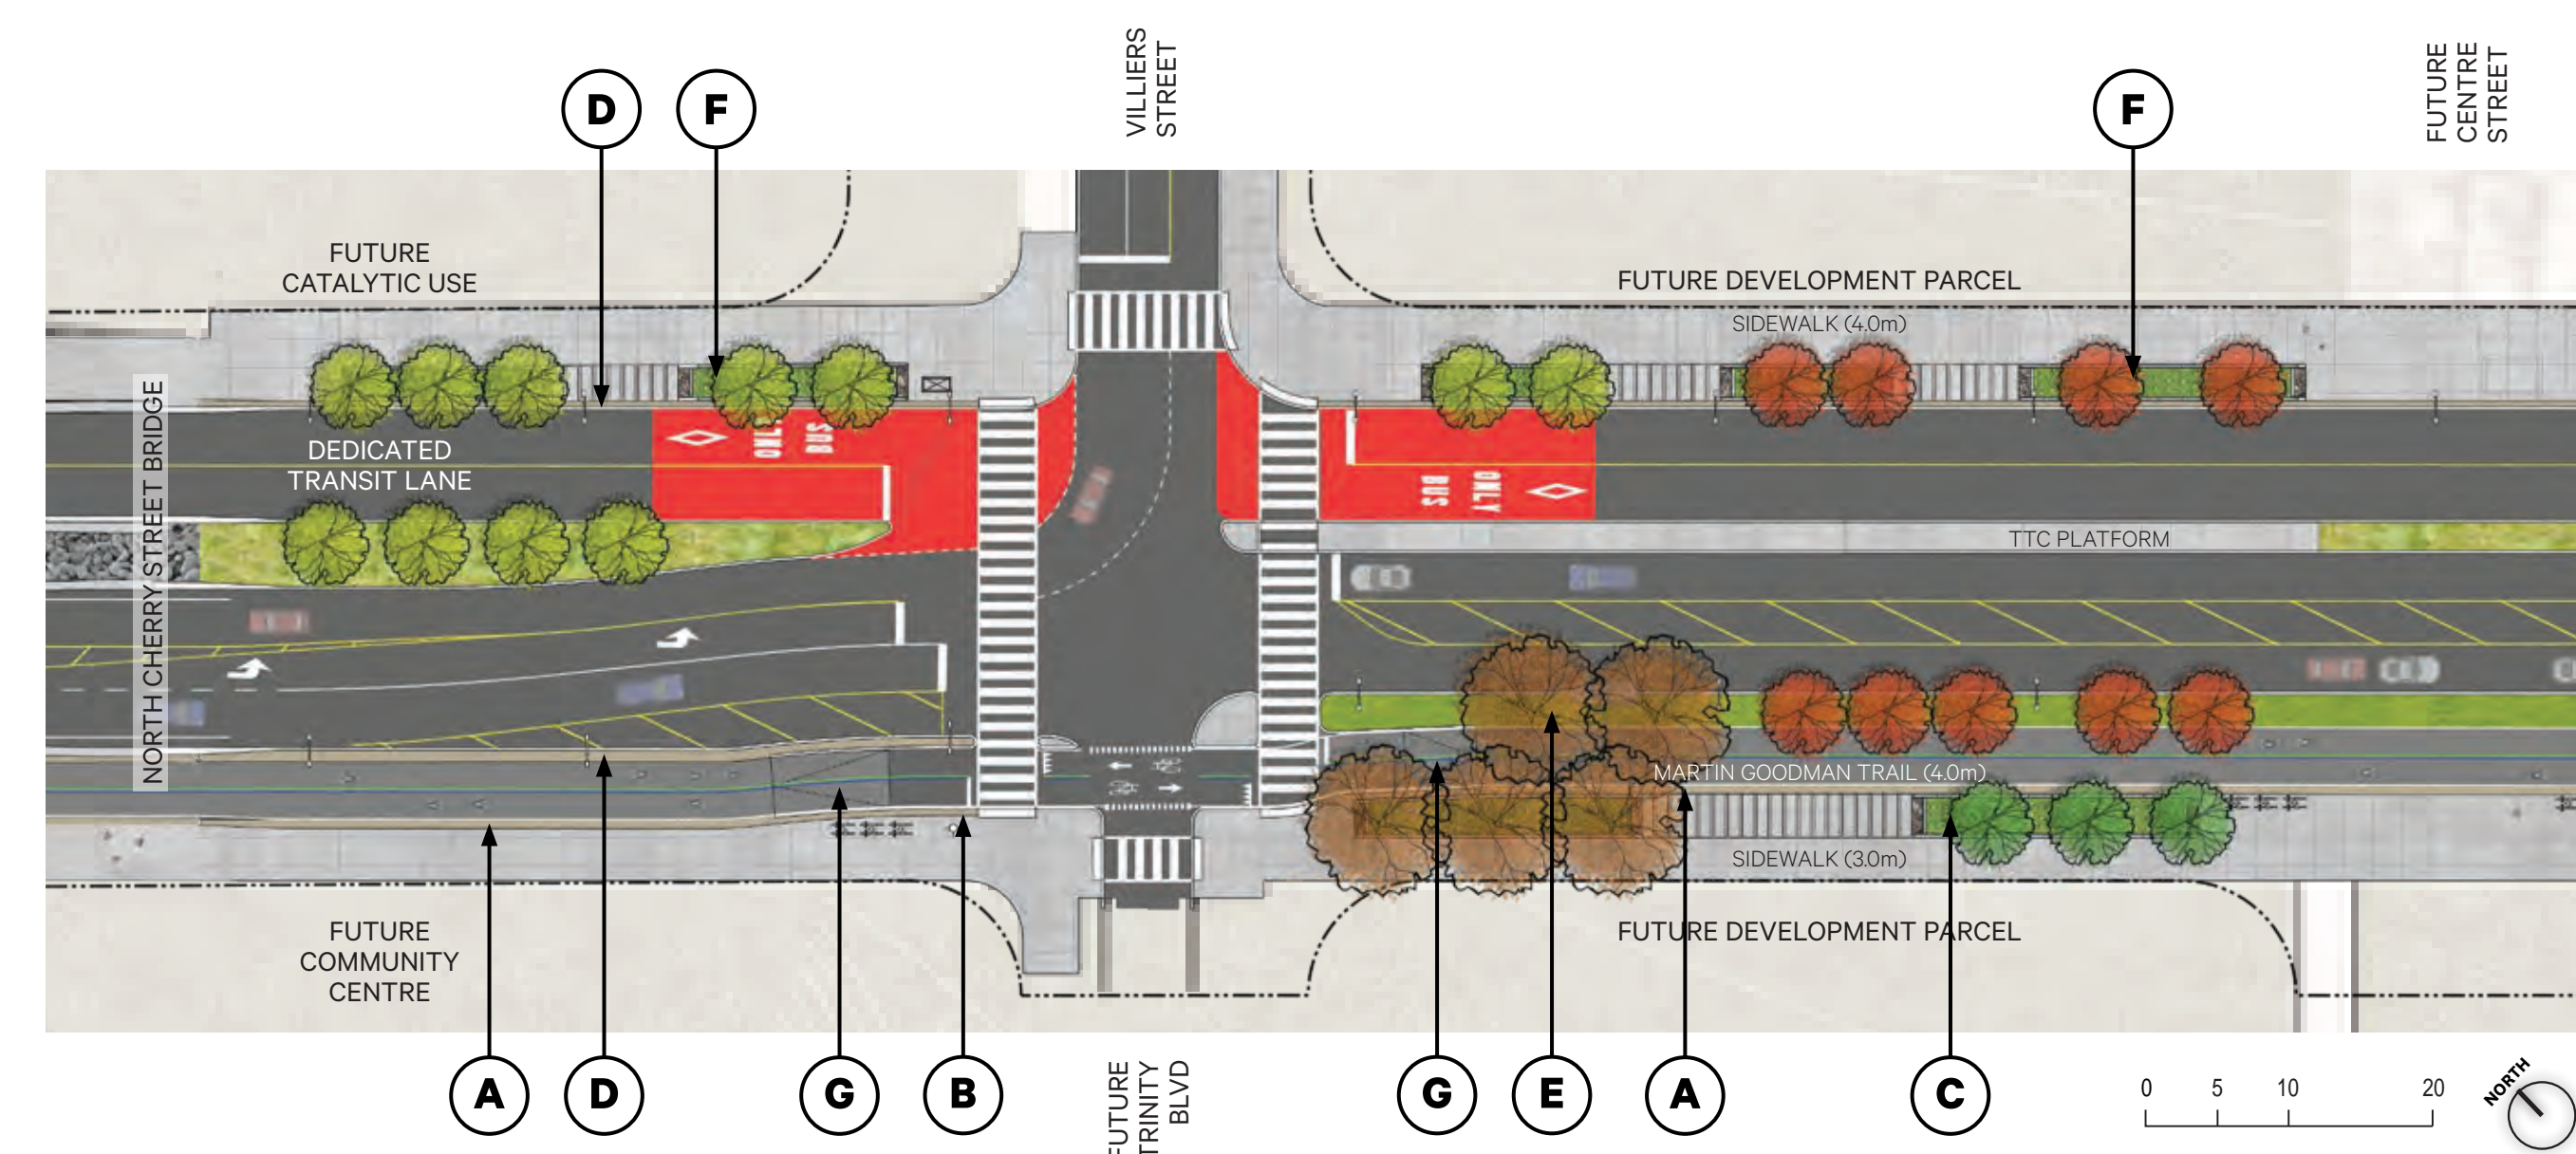 VILLIERS
STREET
FUTURE
CENTRE
STREET
D
F
F
FUTURE
CATALYTIC USE
FUTURE DEVELOPMENT PARCEL
SIDEWALK (4.0m)
NORTH CHERRY STREET BRIDGE
DEDICATED
TRANSIT LANE
ONLY
BUS
BUS
ONLY
TTC PLATFORM
MARTIN GOODMAN TRAIL (4.0m)
SIDEWALK (3.0m)
FUTURE
COMMUNITY
CENTRE
FUTURE DEVELOPMENT PARCEL
A
D
G
B
FUTURE
TRINITY
BLVD
G
E
A
C
0 5 10 20
NORTH